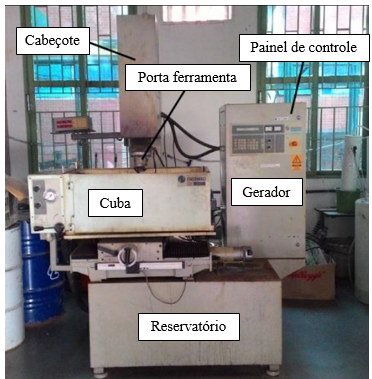 Cabeçote
Painel de controle
Porta ferramenta
Cuba
Gerador
Reservatório